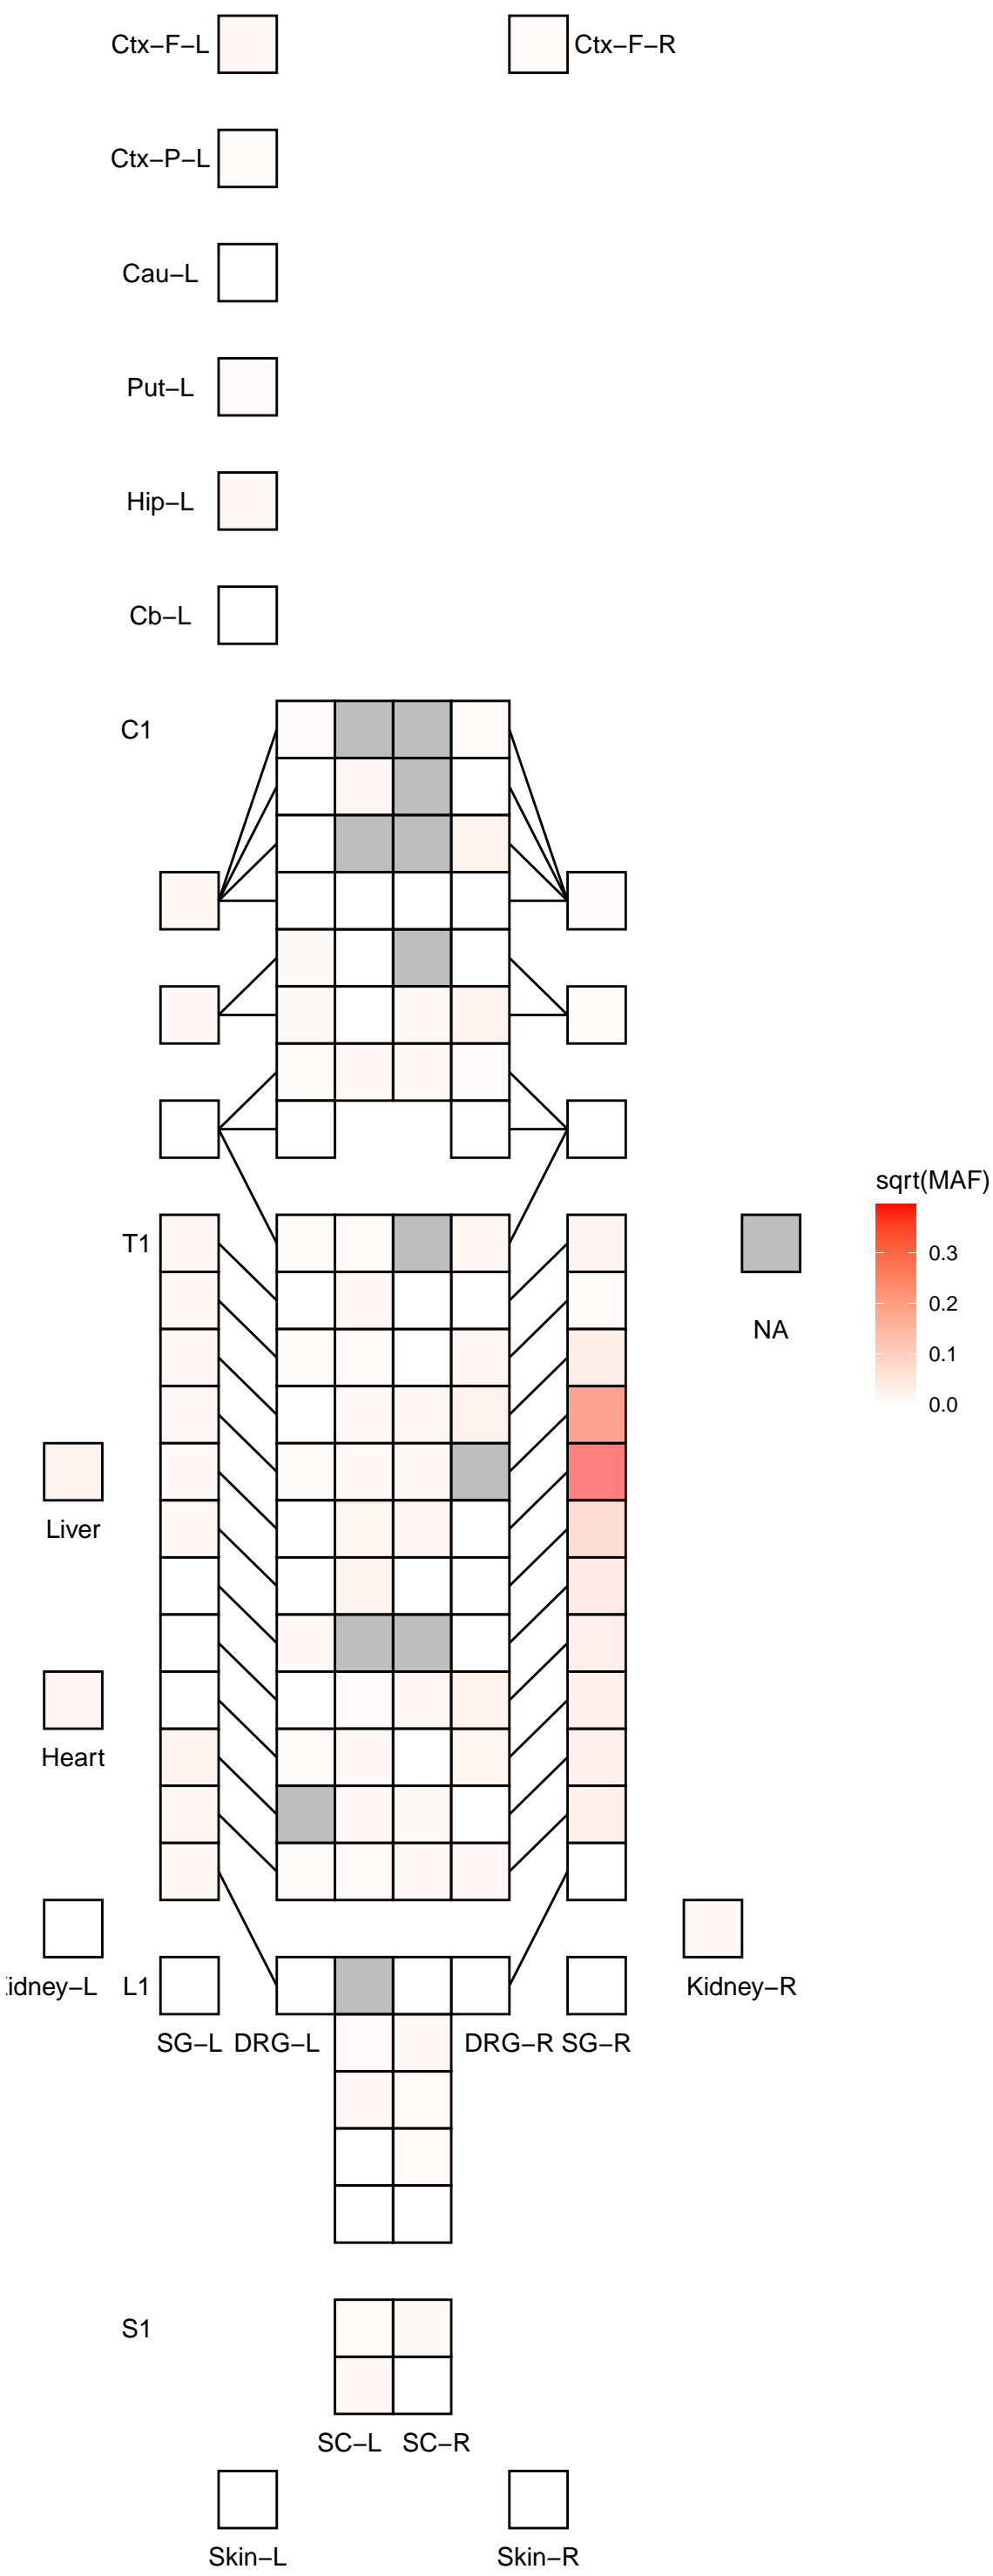 Ctx−F−L
Ctx−F−R
Ctx−P−L
Cau−L
Put−L
Hip−L
Cb−L
C1
sqrt(MAF)
T1
0.3
0.2
NA
0.1
0.0
Liver
Heart
idney−L
L1
Kidney−R
SG−L DRG−L DRG−R SG−R
S1
SC−L SC−R
Skin−L
Skin−R